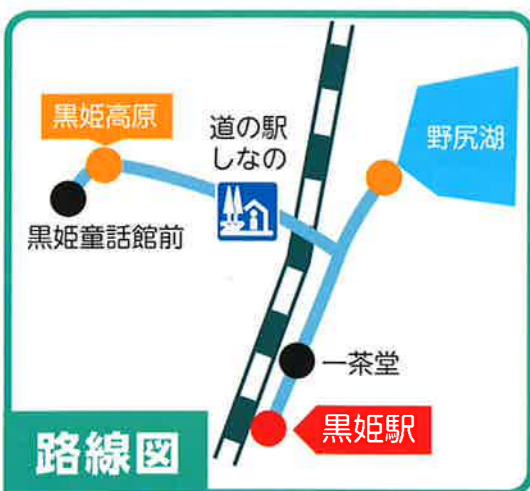 黒姫高原
道の駅
しなの
野尻湖
黒姫童話館前
一茶堂
黒姫駅
路線図